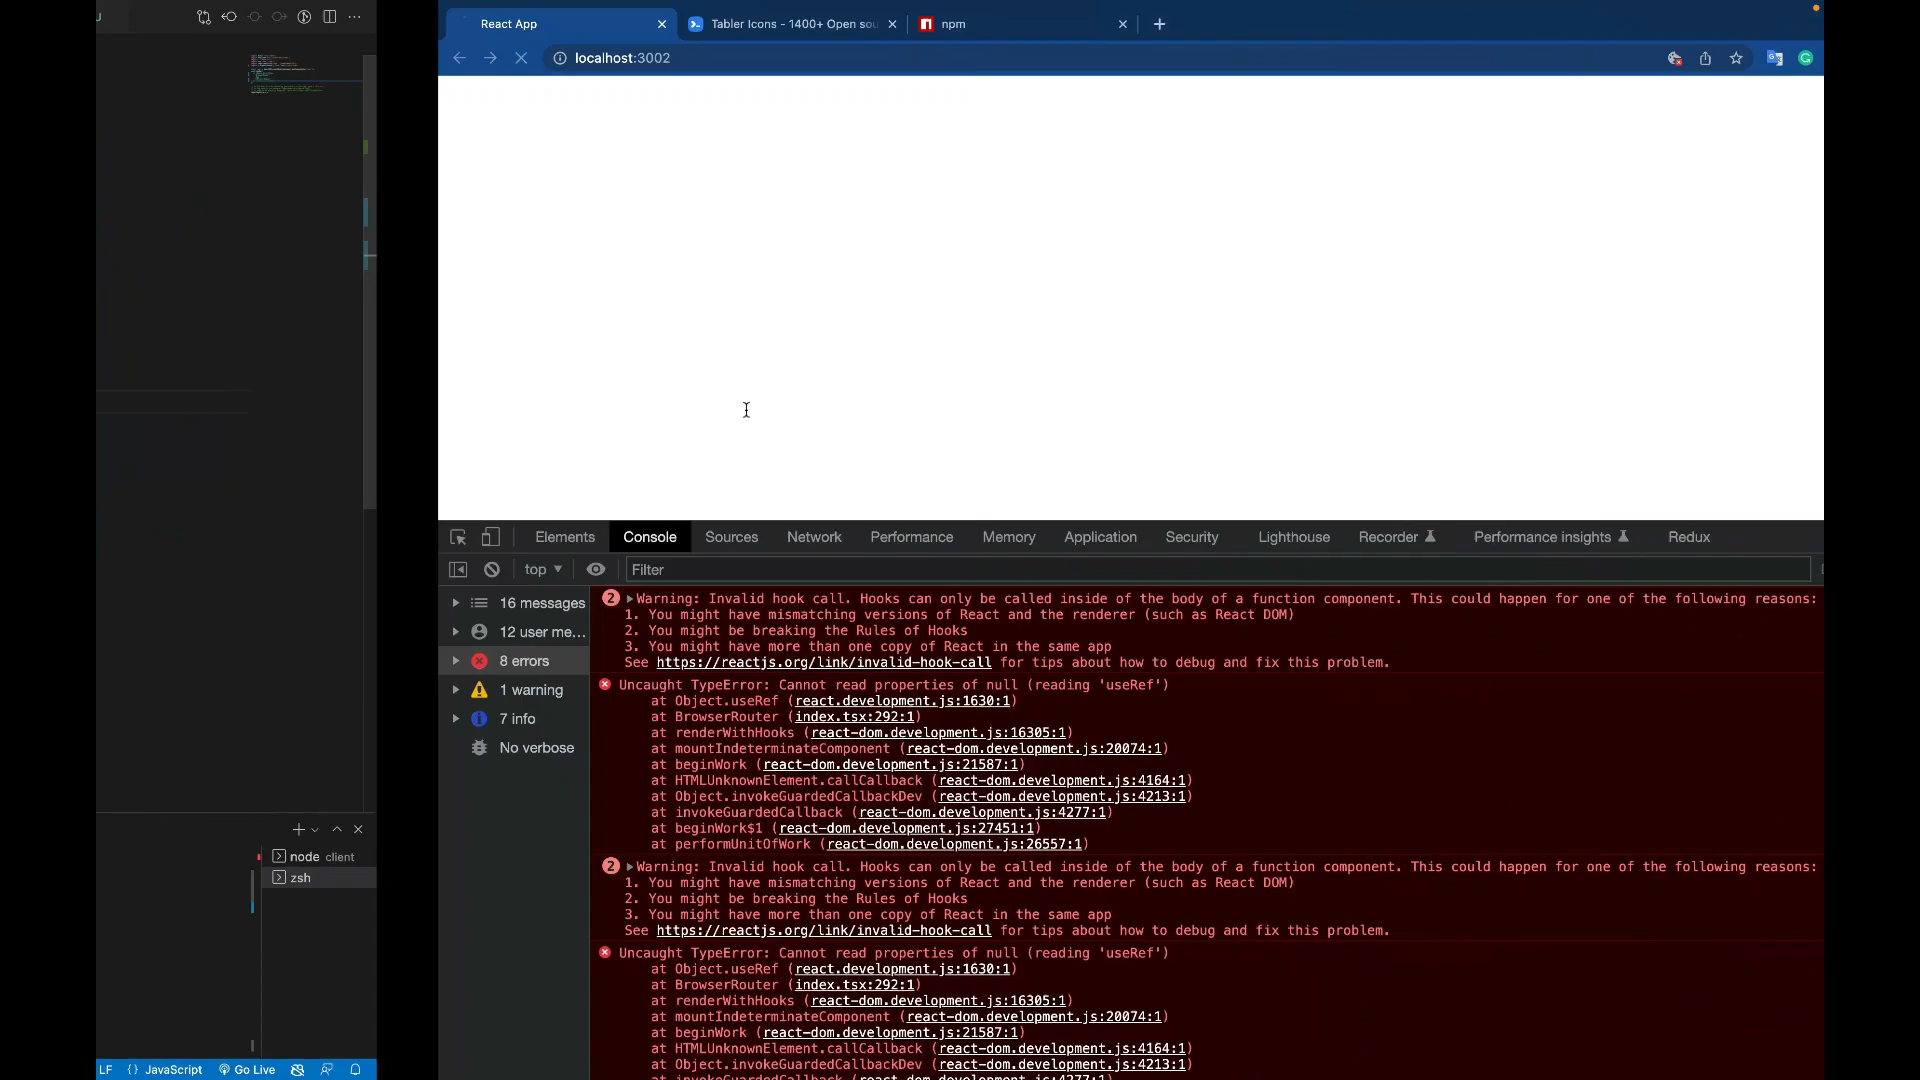 U
React App
Tabler Icons - 1400+ Open sou
npm
localhost:3002
Elements
Console
Sources
Network
Performance
Memory
Application
Security
Lighthouse
Recorder
Performance insights
Redux
top
Filter
16 messages
12 user me...
8 errors
1 warning
7 info
No verbose
2 Warning: Invalid hook call. Hooks can only be called inside of the body of a function component. This could happen for one of the following reasons:
1. You might have mismatching versions of React and the renderer (such as React DOM)
2. You might be breaking the Rules of Hooks
3. You might have more than one copy of React in the same app
See https://reactjs.org/link/invalid-hook-call for tips about how to debug and fix this problem.
Uncaught TypeError: Cannot read properties of null (reading 'useRef')
at Object.useRef (react.development.js:1630:1)
at BrowserRouter (index.tsx:292:1)
at renderWithHooks (react-dom.development.js:16305:1)
at mountIndeterminateComponent (react-dom.development.js:20074:1)
at beginWork (react-dom.development.js:21587:1)
at HTMLUnknownElement.callCallback (react-dom.development.js:4164:1)
at Object.invokeGuardedCallbackDev (react-dom.development.js:4213:1)
at invokeGuardedCallback (react-dom.development.js:4277:1)
at beginWork$1 (react-dom.development.js:27451:1)
at performUnitOfWork (react-dom.development.js:26557:1)
2 Warning: Invalid hook call. Hooks can only be called inside of the body of a function component. This could happen for one of the following reasons:
1. You might have mismatching versions of React and the renderer (such as React DOM)
2. You might be breaking the Rules of Hooks
3. You might have more than one copy of React in the same app
See https://reactjs.org/link/invalid-hook-call for tips about how to debug and fix this problem.
Uncaught TypeError: Cannot read properties of null (reading 'useRef')
at Object.useRef (react.development.js:1630:1)
at BrowserRouter (index.tsx:292:1)
at renderWithHooks (react-dom.development.js:16305:1)
at mountIndeterminateComponent (react-dom.development.js:20074:1)
at beginWork (react-dom.development.js:21587:1)
at HTMLUnknownElement.callCallback (react-dom.development.js:4164:1)
at Object.invokeGuardedCallbackDev (react-dom.development.js:4213:1)
at invokeGuardedCallback (react-dom.development.js:4277:1)
node client
zsh
LF
{} JavaScript
Go Live